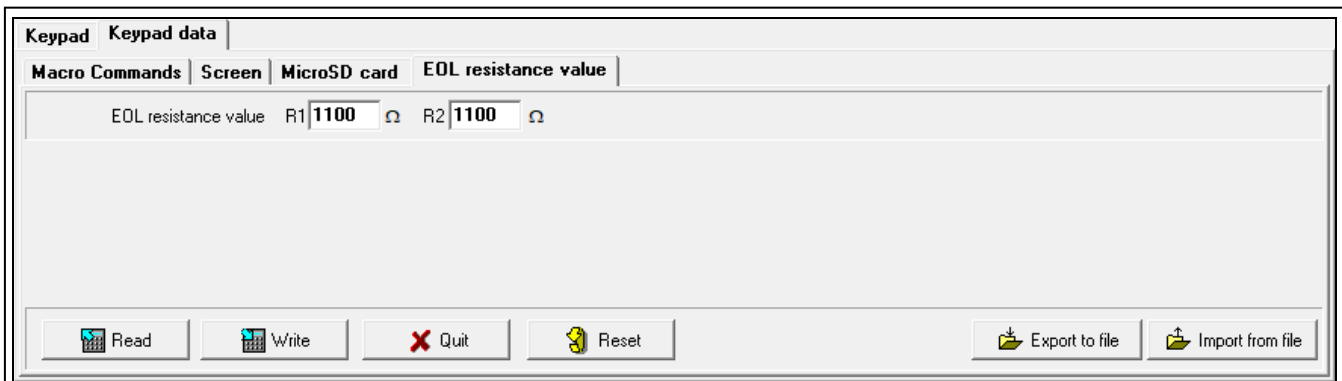 Keypad Keypad data
Macro Commands Screen MicroSD card EOL resistance value
EOL resistance value R1 1100 Ω R2 1100 Ω
Read Write Quit Reset Export to file Import from file